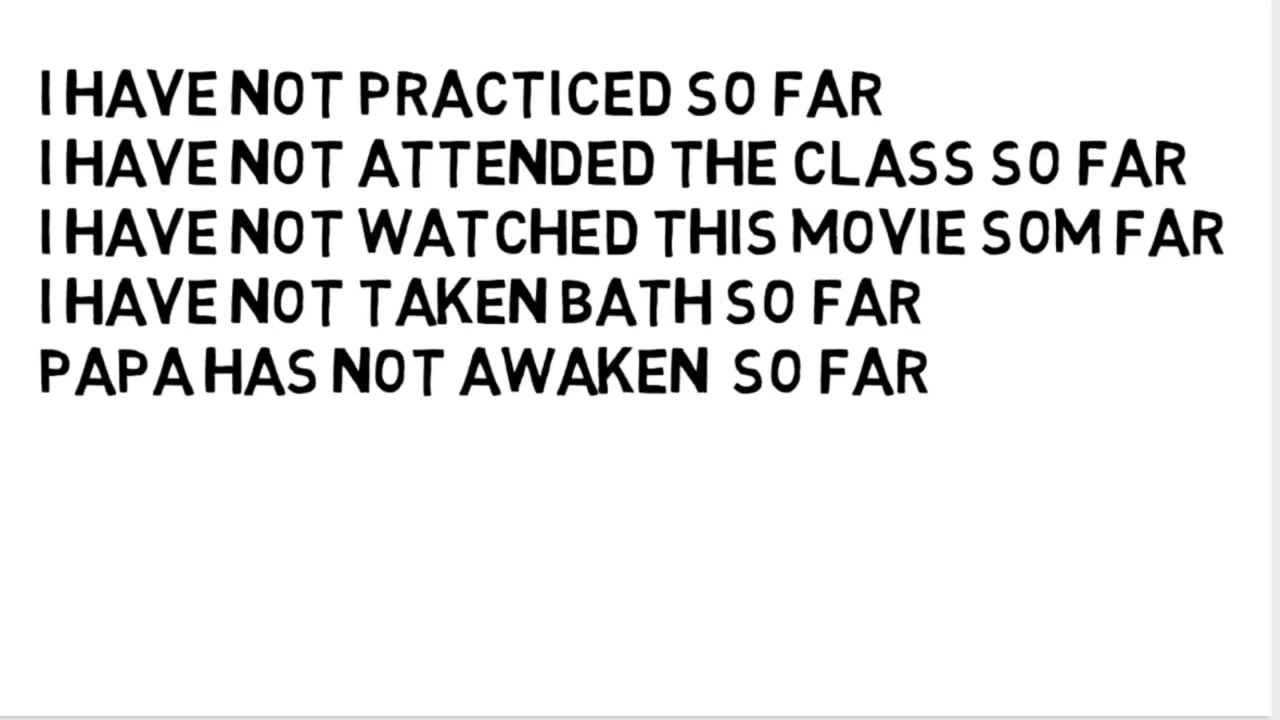 I HAVE NOT PRACTICED SO FAR
I HAVE NOT ATTENDED THE CLASS SO FAR
I HAVE NOT WATCHED THIS MOVIE SOM FAR
I HAVE NOT TAKEN BATH SO FAR
PAPA HAS NOT AWAKEN SO FAR